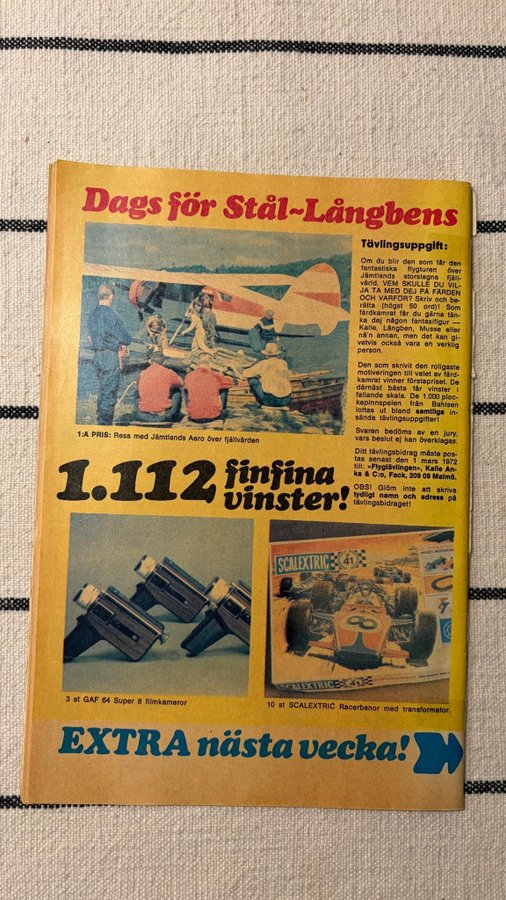 Dags för Stål~Långbens
Tävlingsuppgift:
Om du blir den som får den
fantastiska flygturen över
Jämtlands storslagna fjäll-
värld, VEM SKULLE DU VIL-
JA TA MED DEJ PÅ FÄRDEN
OCH VARFÖR? Skriv och be-
rätta (högst 50 ord)! Som
färdkamrat får du gärna tän-
ka dej någon fantasifigur —
Kalle, Långben, Musse eller
nå'n annan, men det kan gi-
vetvis också vara en verklig
person.
Den som skrivit den roligaste
motiveringen till valet av färd-
kamrat vinner förstapriset. De
därnäst bästa får vinster i
fallande skala. De 1.000 ploc-
kepinnapelen från Bahlsen
lottas ut bland samtliga in-
sända tävlingsuppgifter!
Svaren bedöms av en jury,
vars beslut ej kan överklagas.
Ditt tävlingsbidrag måste pos-
tas senast den 1 mars 1972
till: »Flygtävlingen», Kalle An-
ka & C:o, Fack, 209 09 Malmö.
OBS! Glöm inte att skriva
tydligt namn och adress på
tävlingsbidraget!
1:A PRIS: Resa med Jämtlands Aero över fjällvärden
1.112 finfina
vinster!
SCALEXTRIC
41
8
SCALEXTRIC
41
3 st GAF 64 Super 8 filmkameror
10 st SCALEXTRIC Racerbanor med transformator.
EXTRA nästa vecka!